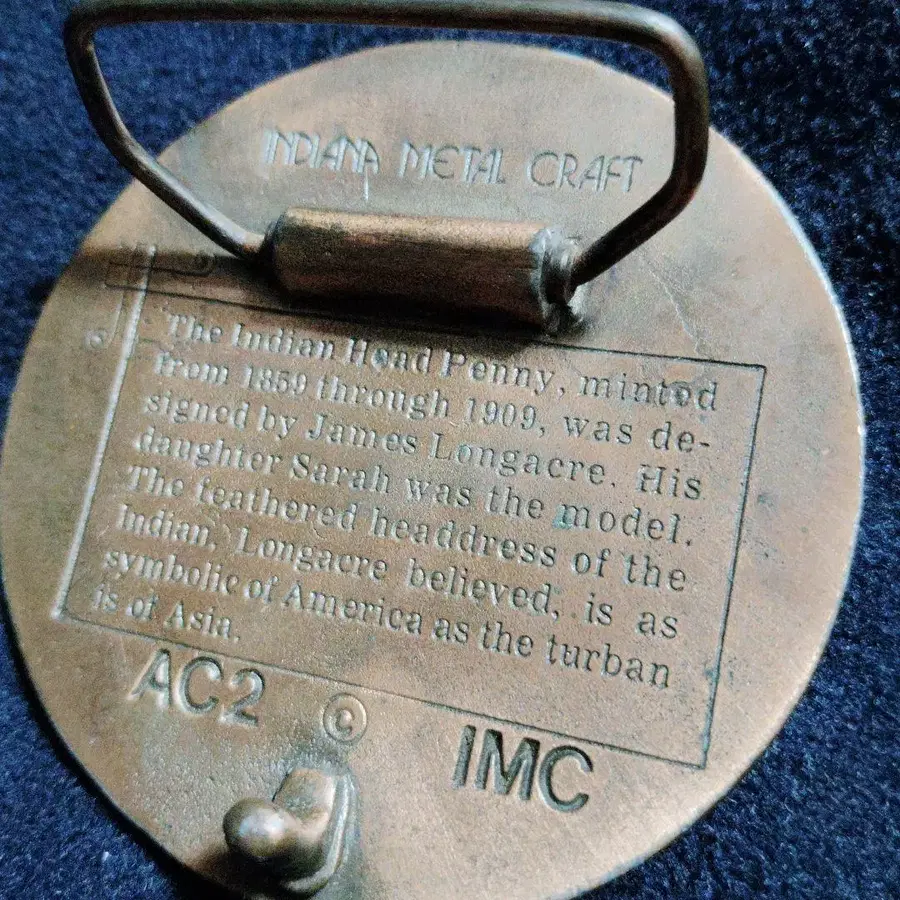 INDIANA METAL CRAFT
The Indian Head Penny, minted
from 1859 through 1909, was de-
signed by James Longacre. His
daughter Sarah was the model.
The feathered headdress of the
Indian, Longacre believed, is as
symbolic of America as the turban
is of Asia.
AC2 © IMC